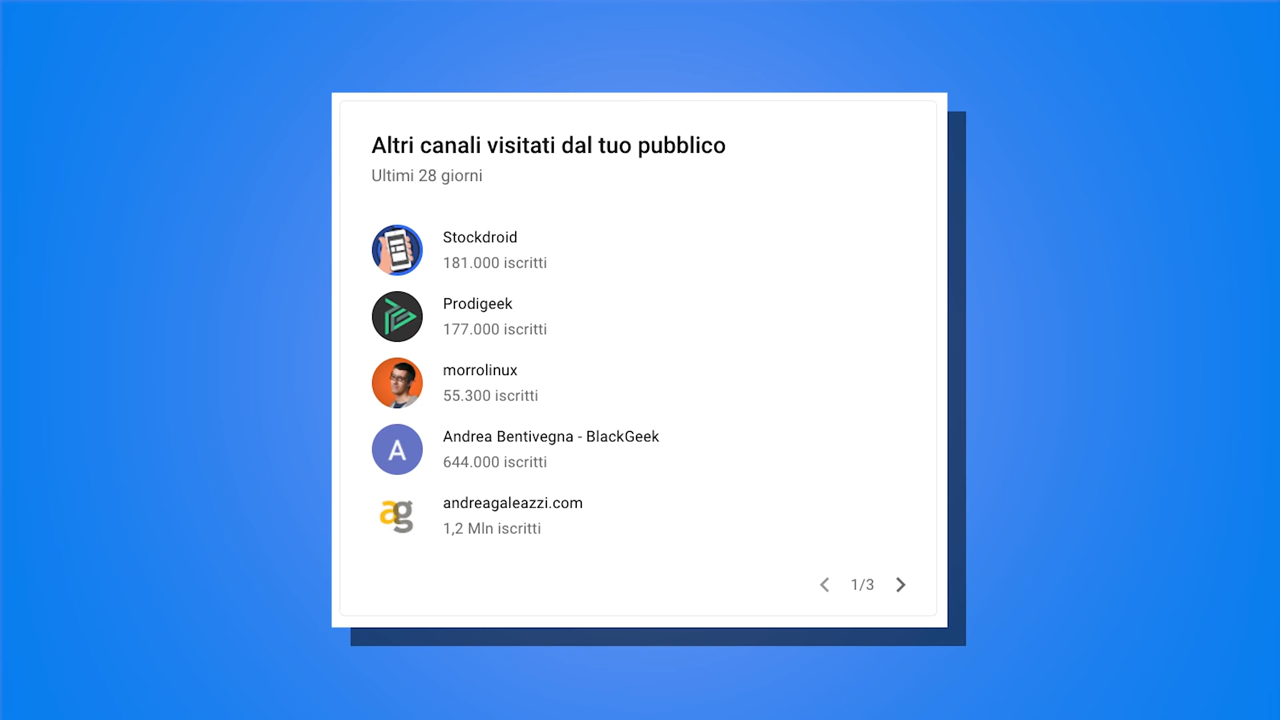 Altri canali visitati dal tuo pubblico
Ultimi 28 giorni
Stockdroid
181.000 iscritti
Prodigeek
177.000 iscritti
morrolinux
55.300 iscritti
A
Andrea Bentivegna - BlackGeek
644.000 iscritti
ag
andreagaleazzi.com
1,2 Mln iscritti
1/3